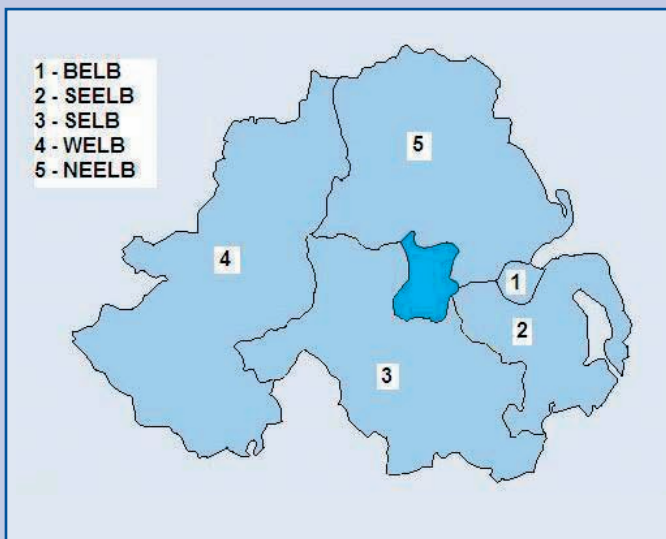 1 - BELB
2 - SEELB
3 - SELB
4 - WELB
5 - NEELB
5
4
1
2
3